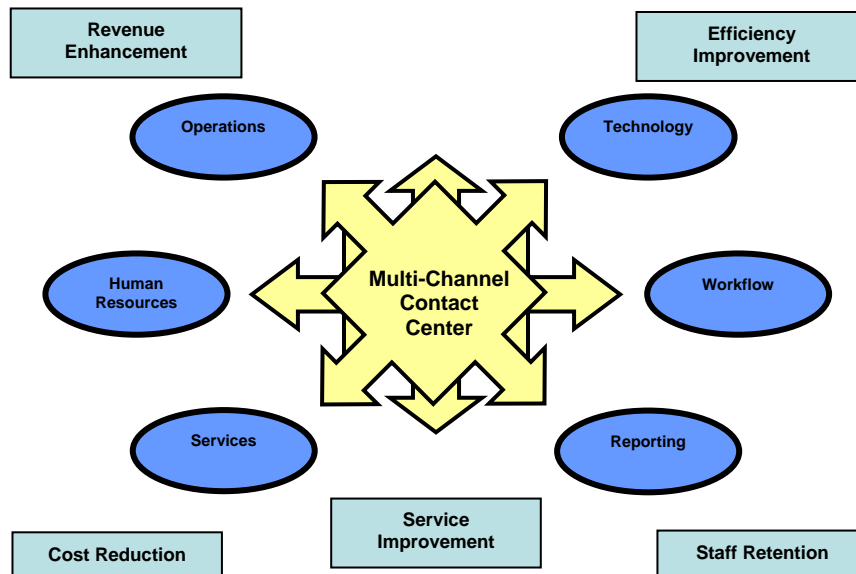 Revenue
Enhancement
Efficiency
Improvement
Operations
Technology
Human
Resources
Multi-Channel
Contact
Center
Workflow
Services
Reporting
Cost Reduction
Service
Improvement
Staff Retention